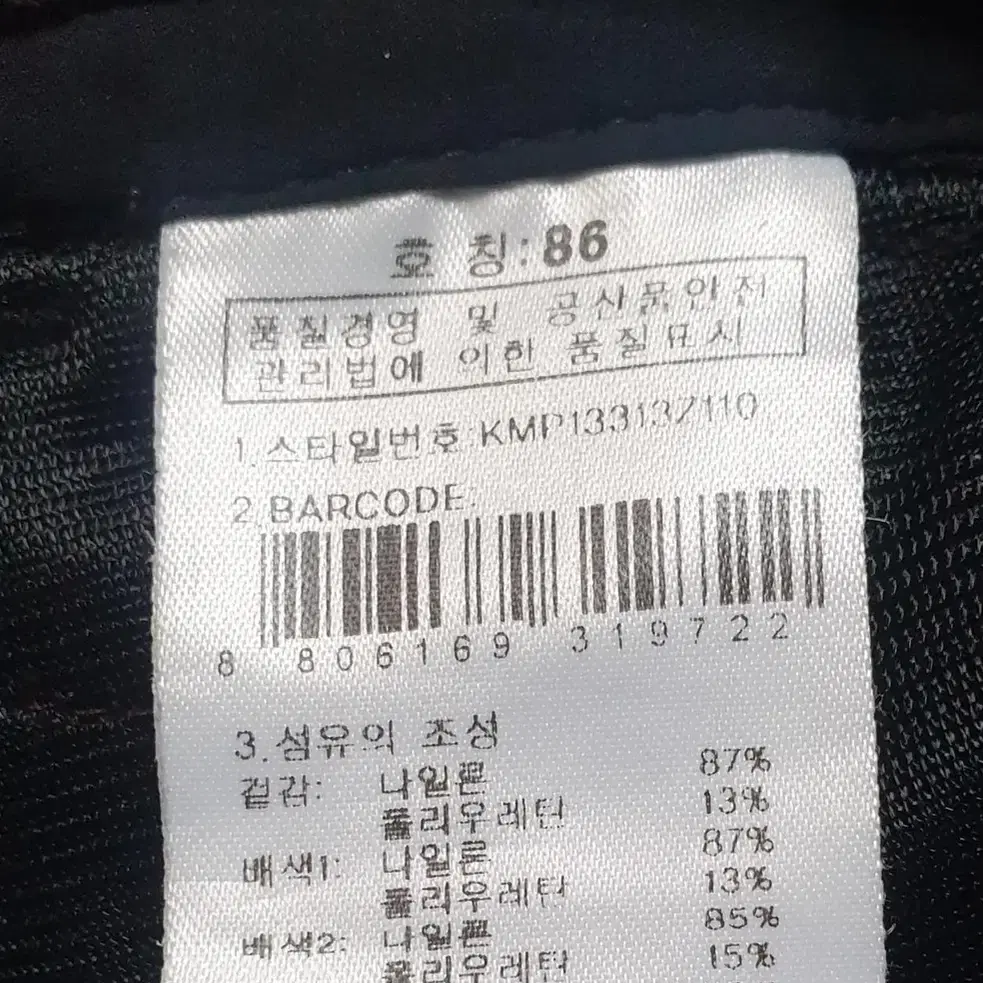 호 칭:86
품질경영 및 공산품안전
관리법에 의한 품질표시
1.스타일번호:KMP13313Z110
2.BARCODE:
8 806169 319722
3.섬유의 조성
겉감: 나일론 87%
폴리우레탄 13%
배색1: 나일론 87%
폴리우레탄 13%
배색2: 나일론 85%
폴리우레탄 15%